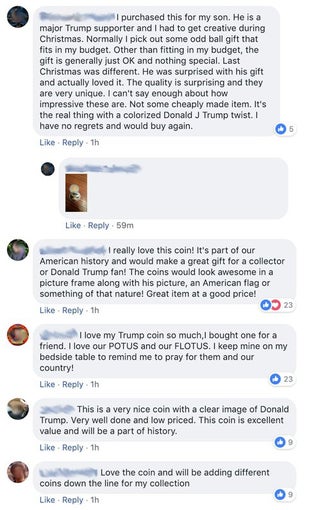 I purchased this for my son. He is a
major Trump supporter and I had to get creative during
Christmas. Normally I pick out some odd ball gift that
fits in my budget. Other than fitting in my budget, the
gift is generally just OK and nothing special. Last
Christmas was different. He was surprised with his gift
and actually loved it. The quality is surprising and they
are very unique. I can't say enough about how
impressive these are. Not some cheaply made item. It's
the real thing with a colorized Donald J Trump twist. I
have no regrets and would buy again.
5
Like · Reply · 1h
Like · Reply · 59m
I really love this coin! It's part of our
American history and would make a great gift for a collector
or Donald Trump fan! The coins would look awesome in a
picture frame along with his picture, an American flag or
something of that nature! Great item at a good price!
23
Like · Reply · 1h
I love my Trump coin so much,I bought one for a
friend. I love our POTUS and our FLOTUS. I keep mine on my
bedside table to remind me to pray for them and our
country!
23
Like · Reply · 1h
This is a very nice coin with a clear image of Donald
Trump. Very well done and low priced. This coin is excellent
value and will be a part of history.
9
Like · Reply · 1h
Love the coin and will be adding different
coins down the line for my collection
9
Like · Reply · 1h